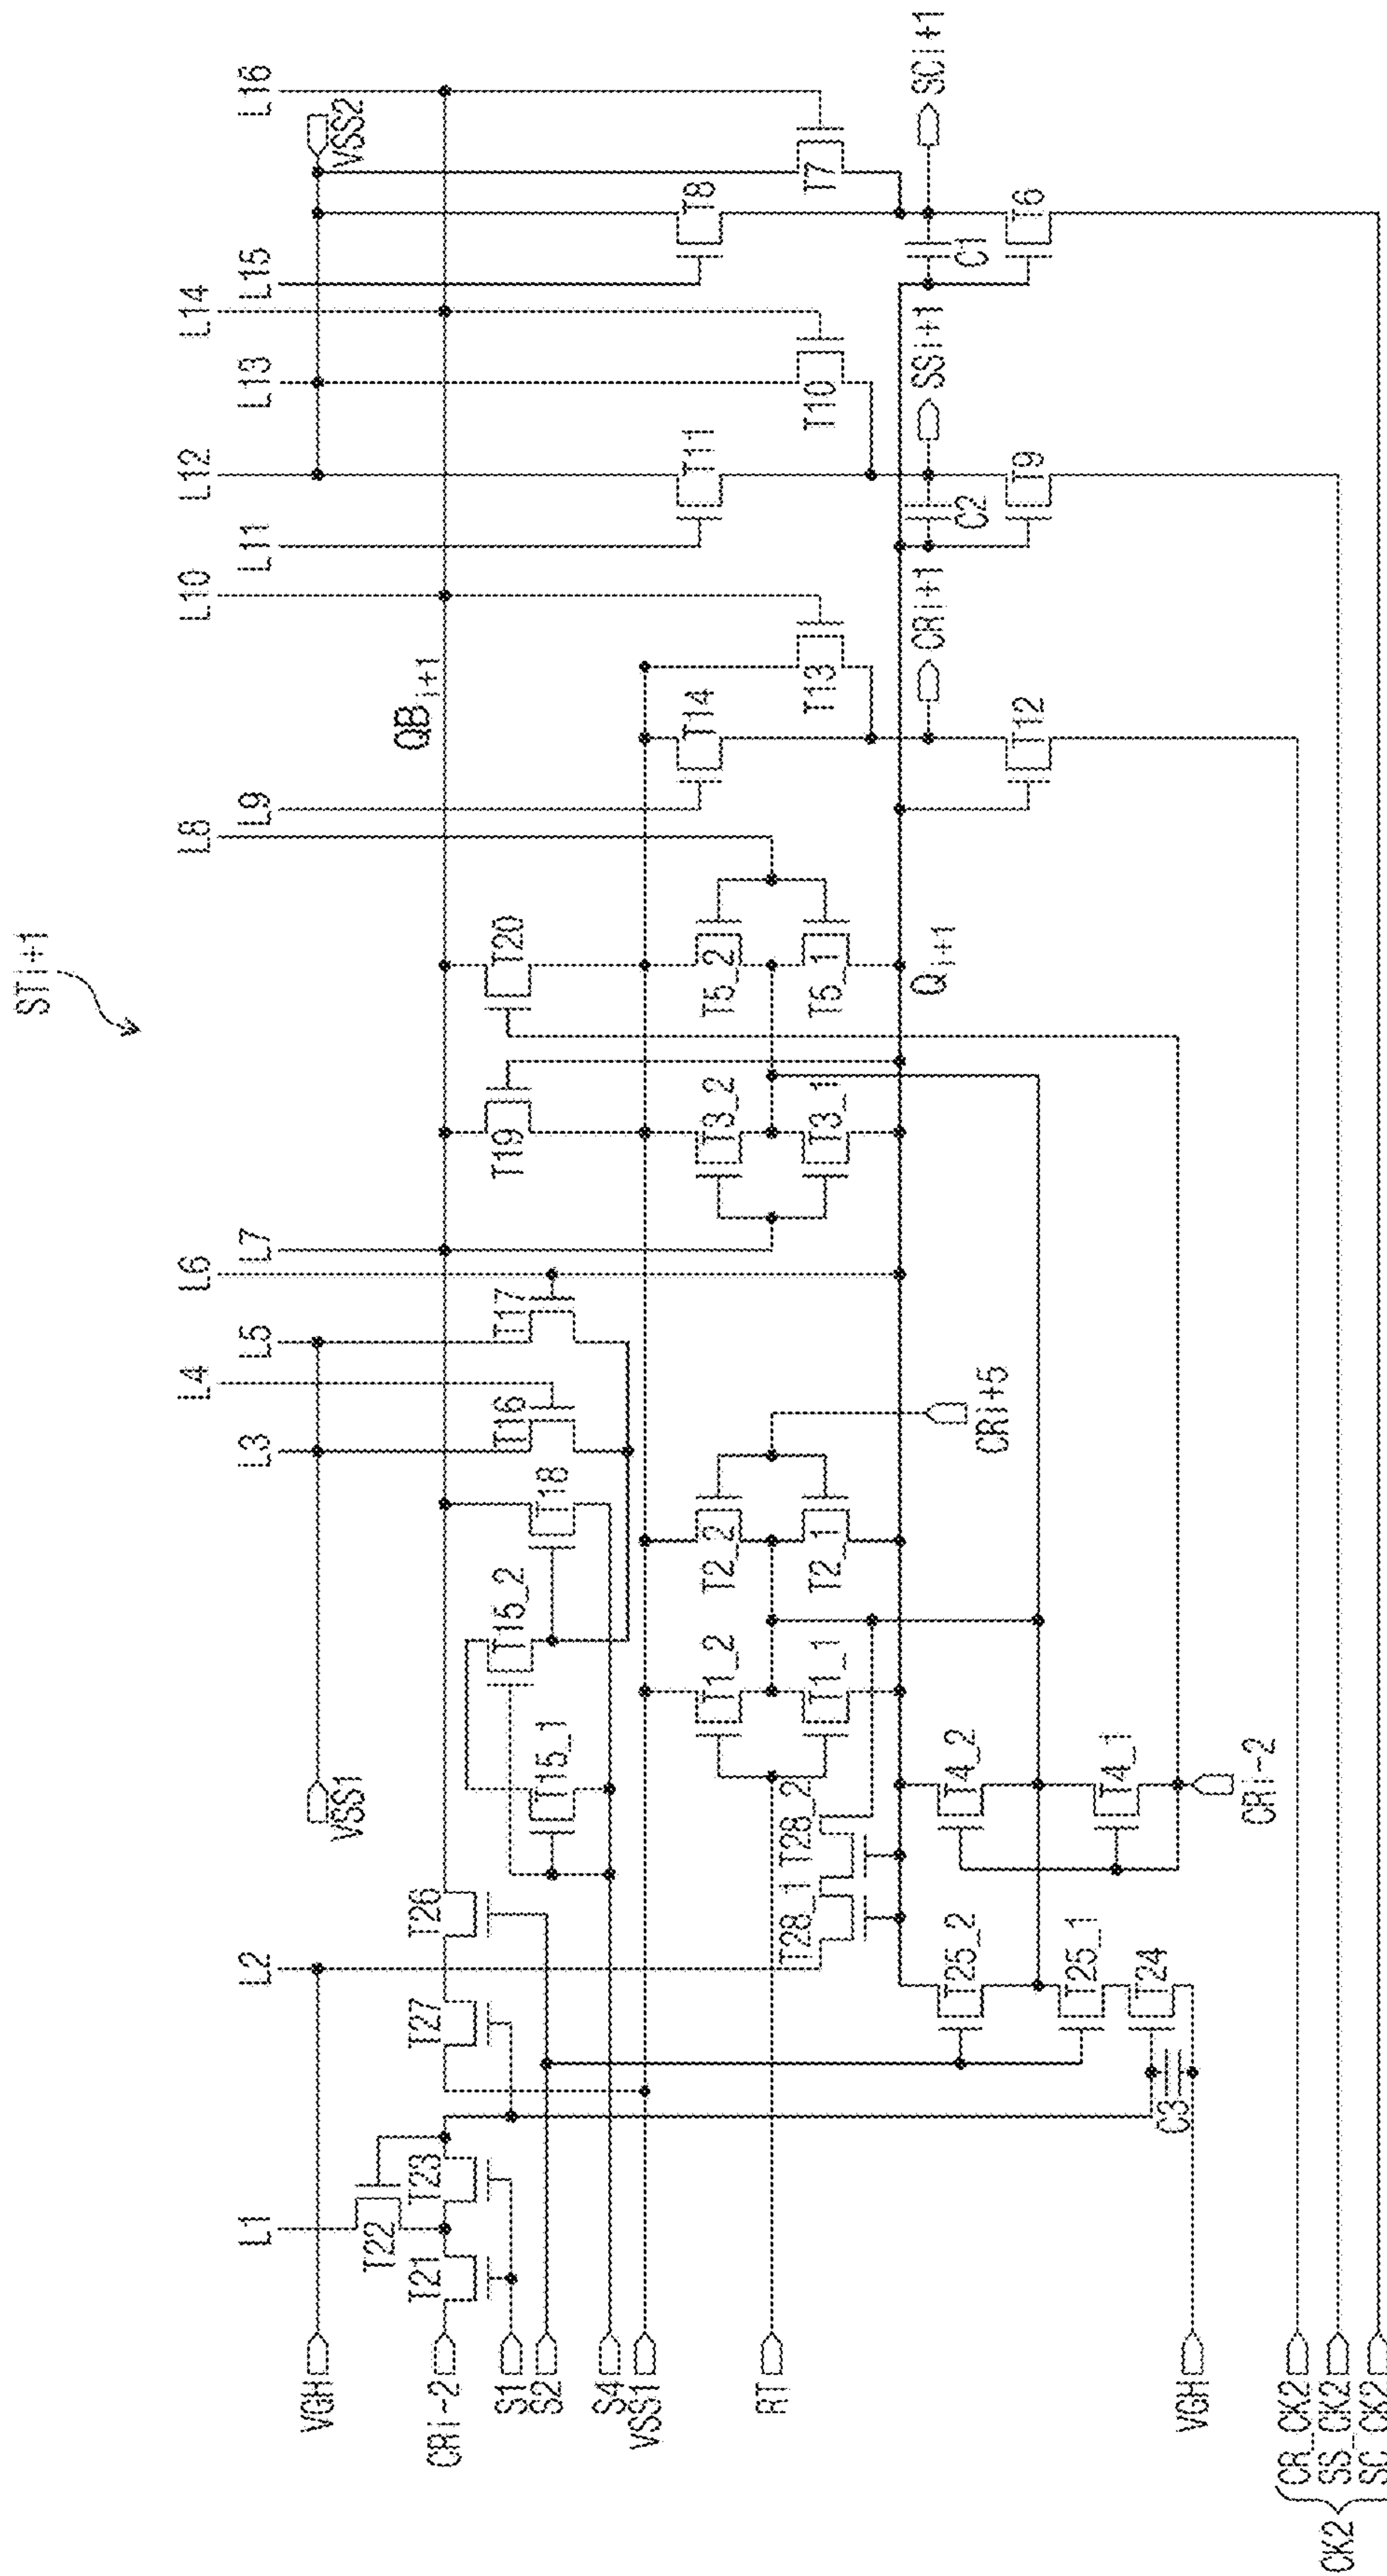 STi+1
L1
L2
L3
L4
L5
L6
L7
L8
L9
L10
L11
L12
L13
L14
L15
L16
VSS1
VSS2
VGH
CRi-2
S1
S2
S4
VSS1
RT
VGH
CR_CK2
SS_CK2
SC_CK2
CK2
QBi+1
T21
T22
T23
T27
T26
T15_1
T15_2
T18
T16
T17
T19
T20
T1_2
T1_1
T2_2
T2_1
T3_2
T3_1
T5_2
T5_1
T14
T13
T11
T10
T8
T7
T28_1
T28_2
T25_2
T25_1
T24
C3
T4_2
T4_1
CRi-2
CRi+5
Qi+1
CRi+1
T12
SSi+1
C2
T9
SCi+1
C1
T6